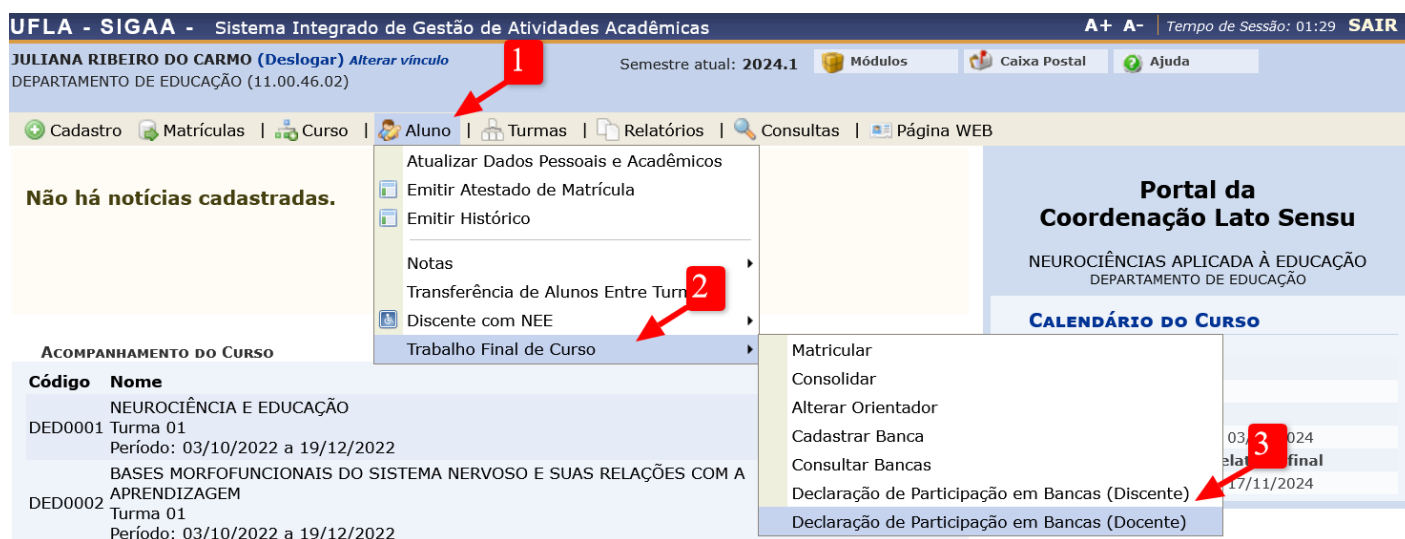 UFLA - SIGAA - Sistema Integrado de Gestão de Atividades Acadêmicas A+ A- | Tempo de Sessão: 01:29 SAIR
JULIANA RIBEIRO DO CARMO (Deslogar) Alterar vínculo
Semestre atual: 2024.1 Módulos Caixa Postal Ajuda
DEPARTAMENTO DE EDUCAÇÃO (11.00.46.02)
1
Cadastro Matrículas | Curso | Aluno | Turmas | Relatórios | Consultas | Página WEB
Não há notícias cadastradas.
Atualizar Dados Pessoais e Acadêmicos
Emitir Atestado de Matrícula
Emitir Histórico
Notas
Transferência de Alunos Entre
2
Discente com NEE
Trabalho Final de Curso
Matricular
Consolidar
Alterar Orientador
Cadastrar Banca
Consultar Bancas
Declaração de Participação em Bancas (Discente)
Declaração de Participação em Bancas (Docente)
3
Portal da
Coordenação Lato Sensu
NEUROCIÊNCIAS APLICADA À EDUCAÇÃO
DEPARTAMENTO DE EDUCAÇÃO
CALENDÁRIO DO CURSO
final
17/11/2024
ACOMPANHAMENTO DO CURSO
Código Nome
NEUROCIÊNCIA E EDUCAÇÃO
DED0001 Turma 01
Período: 03/10/2022 a 19/12/2022
BASES MORFOFUNCIONAIS DO SISTEMA NERVOSO E SUAS RELAÇÕES COM A
APRENDIZAGEM
DED0002
Turma 01
Período: 03/10/2022 a 19/12/2022